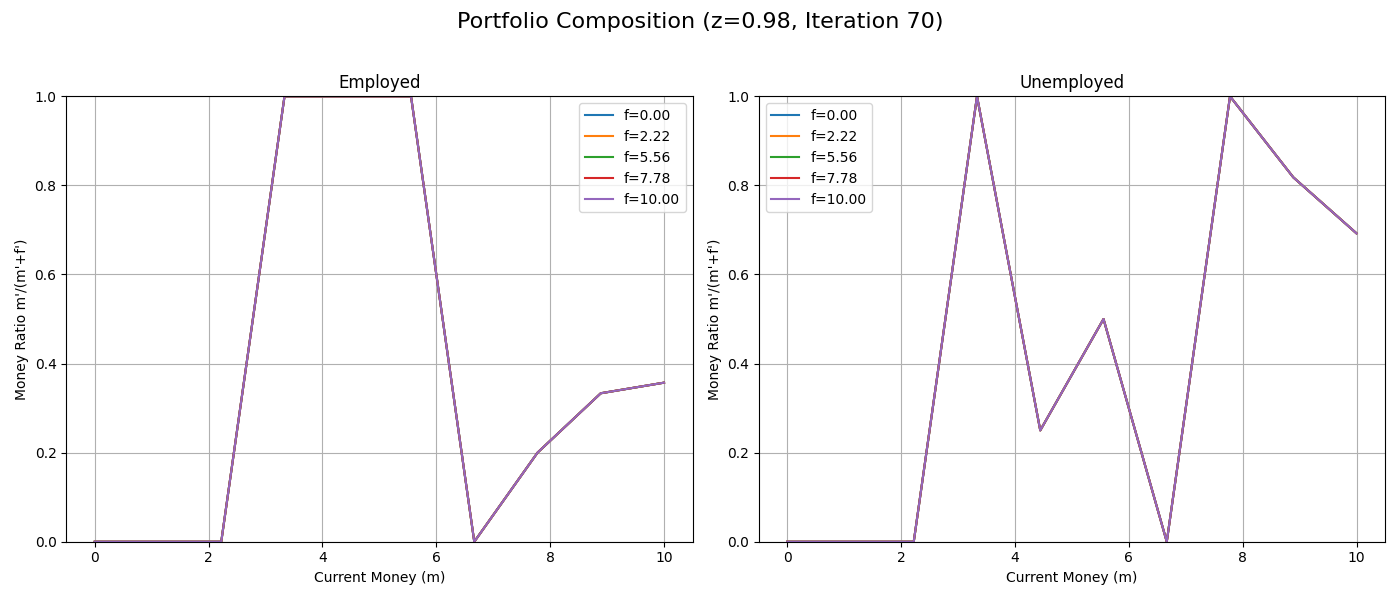 Portfolio Composition (z=0.98, Iteration 70)
Employed
Money Ratio m'/(m'+f')
1.0
0.8
0.6
0.4
0.2
0.0
f=0.00
f=2.22
f=5.56
f=7.78
f=10.00
0 2 4 6 8 10
Current Money (m)
Unemployed
Money Ratio m'/(m'+f')
1.0
0.8
0.6
0.4
0.2
0.0
f=0.00
f=2.22
f=5.56
f=7.78
f=10.00
0 2 4 6 8 10
Current Money (m)